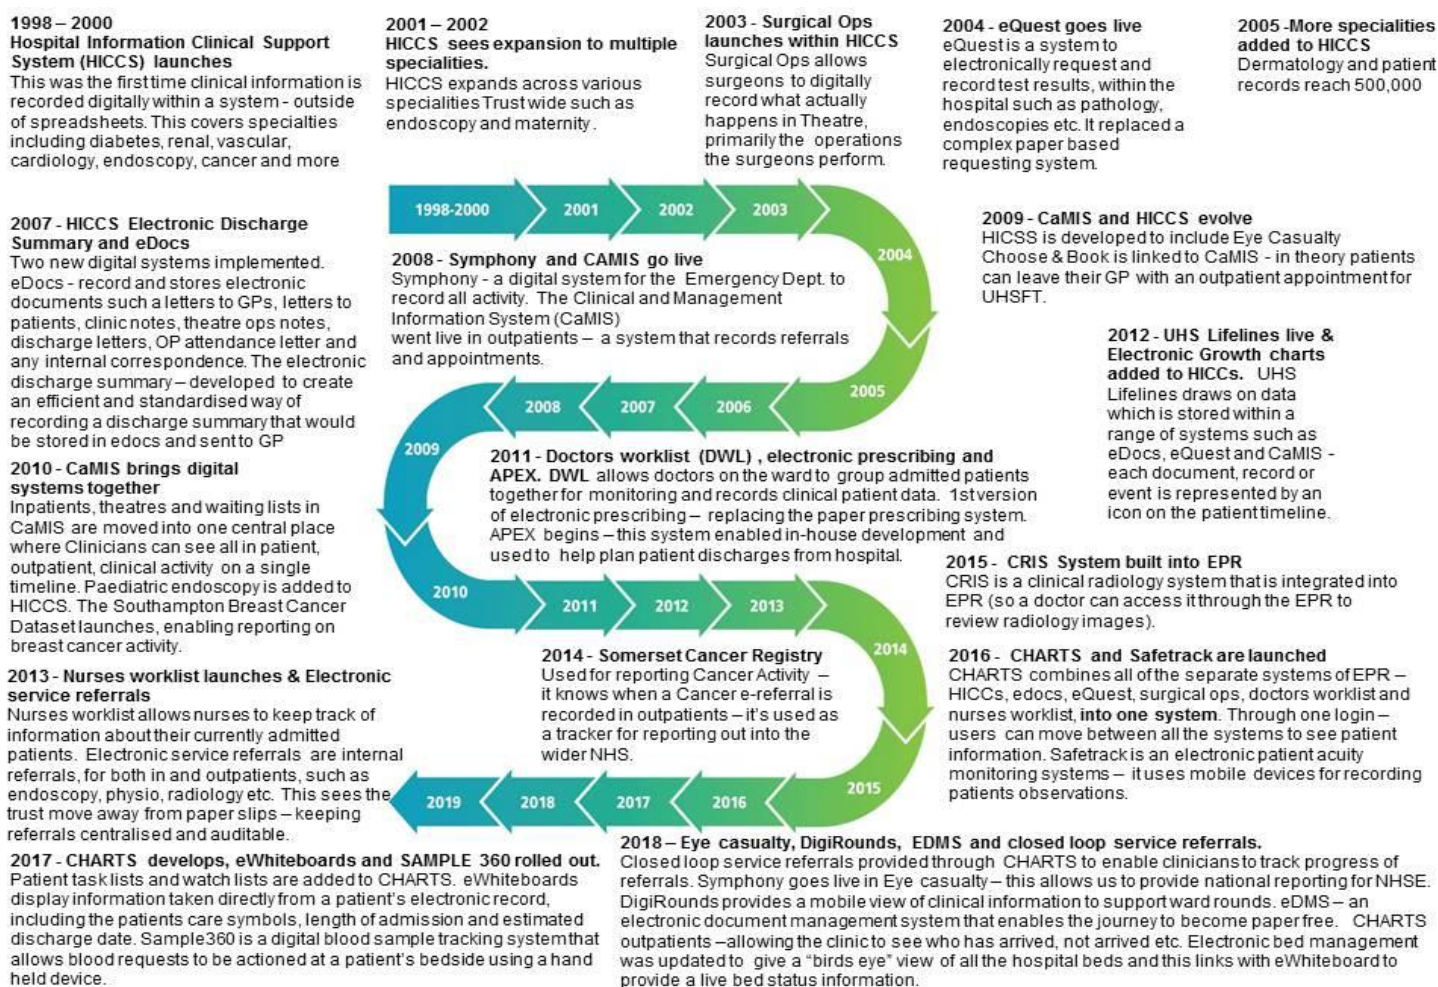 1998 – 2000
Hospital Information Clinical Support
System (HICCS) launches
This was the first time clinical information is
recorded digitally within a system - outside
of spreadsheets. This covers specialties
including diabetes, renal, vascular,
cardiology, endoscopy, cancer and more
2001 – 2002
HICCS sees expansion to multiple
specialities.
HICCS expands across various
specialities Trust wide such as
endoscopy and maternity.
2003 - Surgical Ops
launches within HICCS
Surgical Ops allows
surgeons to digitally
record what actually
happens in Theatre,
primarily the operations
the surgeons perform.
2004 - eQuest goes live
eQuest is a system to
electronically request and
record test results, within the
hospital such as pathology,
endoscopies etc. It replaced a
complex paper based
requesting system.
2005 -More specialities
added to HICCS
Dermatology and patient
records reach 500,000
1998-2000
2001
2002
2003
2004
2005
2006
2007
2008
2009
2010
2011
2012
2013
2014
2015
2016
2017
2018
2019
2007 - HICCS Electronic Discharge
Summary and eDocs
Two new digital systems implemented.
eDocs - record and stores electronic
documents such a letters to GPs, letters to
patients, clinic notes, theatre ops notes,
discharge letters, OP attendance letter and
any internal correspondence. The electronic
discharge summary – developed to create
an efficient and standardised way of
recording a discharge summary that would
be stored in edocs and sent to GP
2008 - Symphony and CAMIS go live
Symphony - a digital system for the Emergency Dept. to
record all activity. The Clinical and Management
Information System (CaMIS)
went live in outpatients – a system that records referrals
and appointments.
2009 - CaMIS and HICCS evolve
HICSS is developed to include Eye Casualty
Choose & Book is linked to CaMIS - in theory patients
can leave their GP with an outpatient appointment for
UHSFT.
2010 - CaMIS brings digital
systems together
Inpatients, theatres and waiting lists in
CaMIS are moved into one central place
where Clinicians can see all in patient,
outpatient, clinical activity on a single
timeline. Paediatric endoscopy is added to
HICCS. The Southampton Breast Cancer
Dataset launches, enabling reporting on
breast cancer activity.
2011 - Doctors worklist (DWL) , electronic prescribing and
APEX. DWL allows doctors on the ward to group admitted patients
together for monitoring and records clinical patient data. 1st version
of electronic prescribing – replacing the paper prescribing system.
APEX begins – this system enabled in-house development and
used to help plan patient discharges from hospital.
2012 - UHS Lifelines live &
Electronic Growth charts
added to HICCs. UHS
Lifelines draws on data
which is stored within a
range of systems such as
eDocs, eQuest and CaMIS -
each document, record or
event is represented by an
icon on the patient timeline.
2013 - Nurses worklist launches & Electronic
service referrals
Nurses worklist allows nurses to keep track of
information about their currently admitted
patients. Electronic service referrals are internal
referrals, for both in and outpatients, such as
endoscopy, physio, radiology etc. This sees the
trust move away from paper slips – keeping
referrals centralised and auditable.
2014 - Somerset Cancer Registry
Used for reporting Cancer Activity –
it knows when a Cancer e-referral is
recorded in outpatients – it's used as
a tracker for reporting out into the
wider NHS.
2015 - CRIS System built into EPR
CRIS is a clinical radiology system that is integrated into
EPR (so a doctor can access it through the EPR to
review radiology images).
2016 - CHARTS and Safetrack are launched
CHARTS combines all of the separate systems of EPR –
HICCs, edocs, eQuest, surgical ops, doctors worklist and
nurses worklist, into one system. Through one login –
users can move between all the systems to see patient
information. Safetrack is an electronic patient acuity
monitoring systems – it uses mobile devices for recording
patients observations.
2017 - CHARTS develops, eWhiteboards and SAMPLE 360 rolled out.
Patient task lists and watch lists are added to CHARTS. eWhiteboards
display information taken directly from a patient's electronic record,
including the patients care symbols, length of admission and estimated
discharge date. Sample360 is a digital blood sample tracking system that
allows blood requests to be actioned at a patient's bedside using a hand
held device.
2018 – Eye casualty, DigiRounds, EDMS and closed loop service referrals.
Closed loop service referrals provided through CHARTS to enable clinicians to track progress of
referrals. Symphony goes live in Eye casualty – this allows us to provide national reporting for NHSE.
DigiRounds provides a mobile view of clinical information to support ward rounds. eDMS – an
electronic document management system that enables the journey to become paper free. CHARTS
outpatients –allowing the clinic to see who has arrived, not arrived etc. Electronic bed management
was updated to give a "birds eye" view of all the hospital beds and this links with eWhiteboard to
provide a live bed status information.